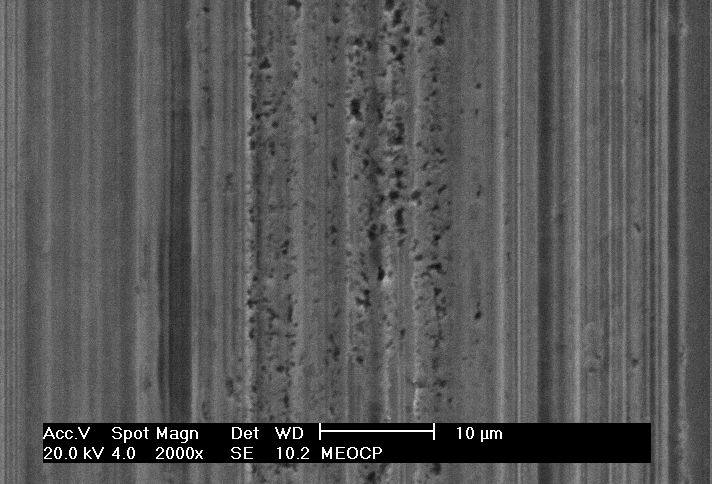 Acc.V Spot Magn Det WD 10 µm
20.0 kV 4.0 2000x SE 10.2 MEOCP